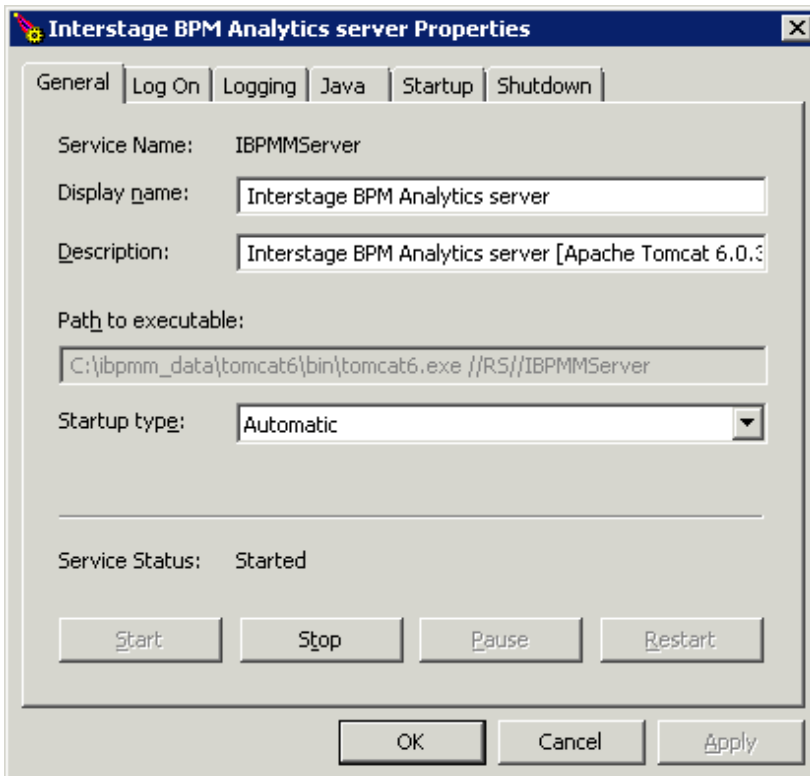 Interstage BPM Analytics server Properties
General Log On Logging Java Startup Shutdown
Service Name: IBPMMServer
Display name: Interstage BPM Analytics server
Description: Interstage BPM Analytics server [Apache Tomcat 6.0.3
Path to executable:
C:\ibpmm_data\tomcat6\bin\tomcat6.exe //RS//IBPMMServer
Startup type: Automatic
Service Status: Started
Start Stop Pause Restart
OK Cancel Apply